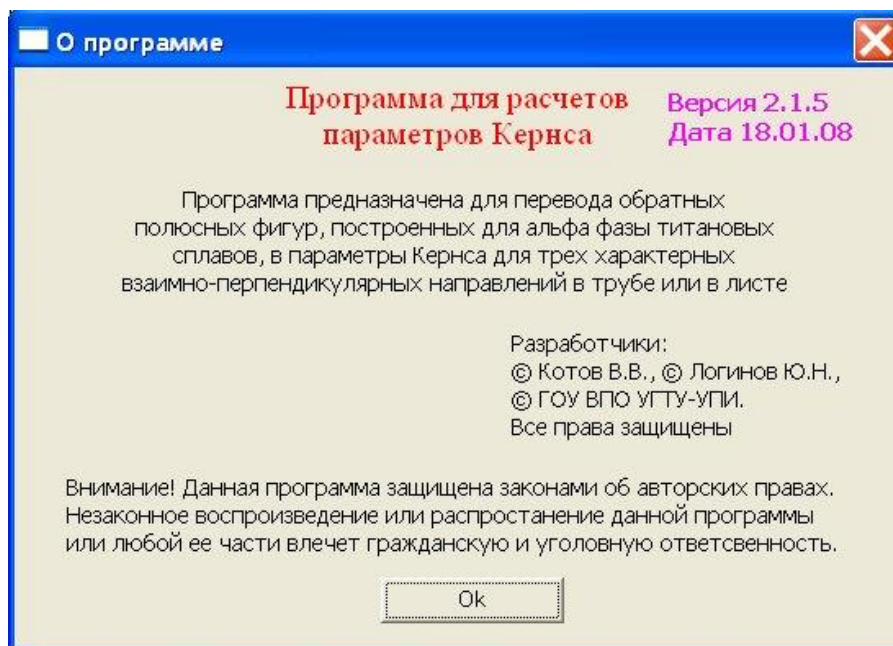 О программе
Программа для расчетов
параметров Кернса
Версия 2.1.5
Дата 18.01.08
Программа предназначена для перевода обратных
полюсных фигур, построенных для альфа фазы титановых
сплавов, в параметры Кернса для трех характерных
взаимно-перпендикулярных направлений в трубе или в листе
Разработчики:
© Котов В.В., © Логинов Ю.Н.,
© ГОУ ВПО УГТУ-УПИ.
Все права защищены
Внимание! Данная программа защищена законами об авторских правах.
Незаконное воспроизведение или распростанение данной программы
или любой ее части влечет гражданскую и уголовную ответсвенность.
Ok